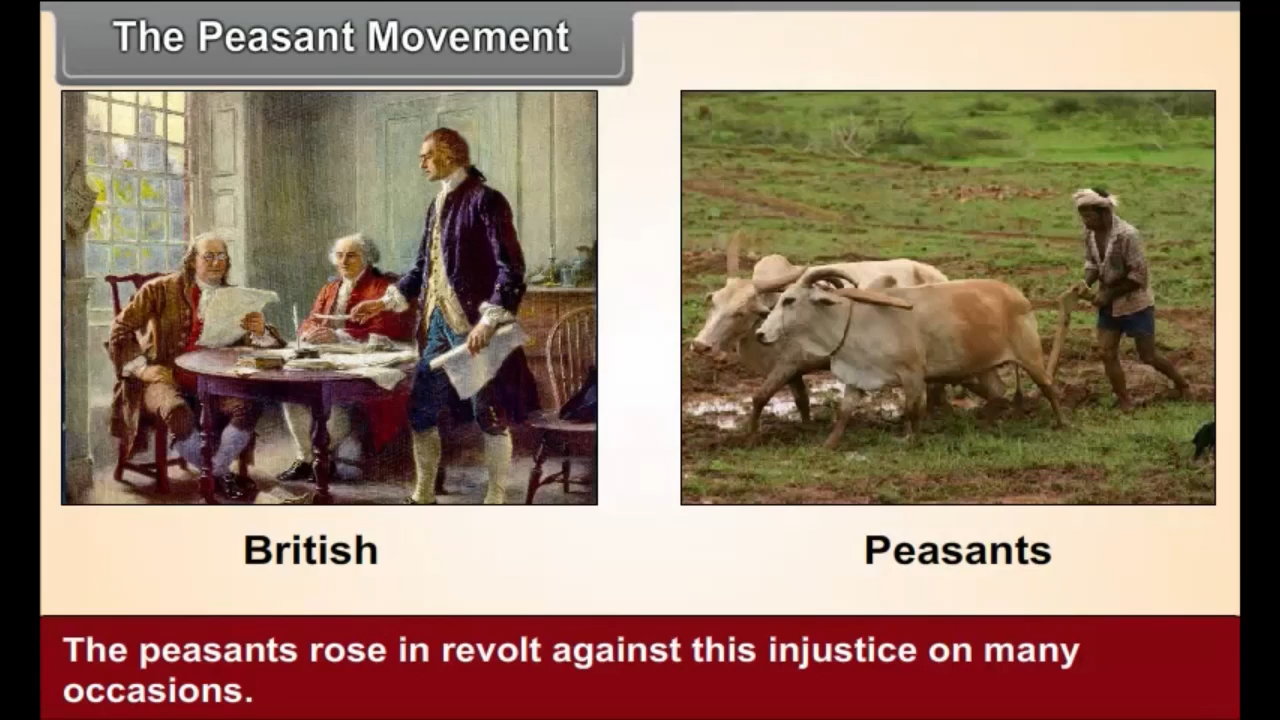 The Peasant Movement
British
Peasants
The peasants rose in revolt against this injustice on many
occasions.